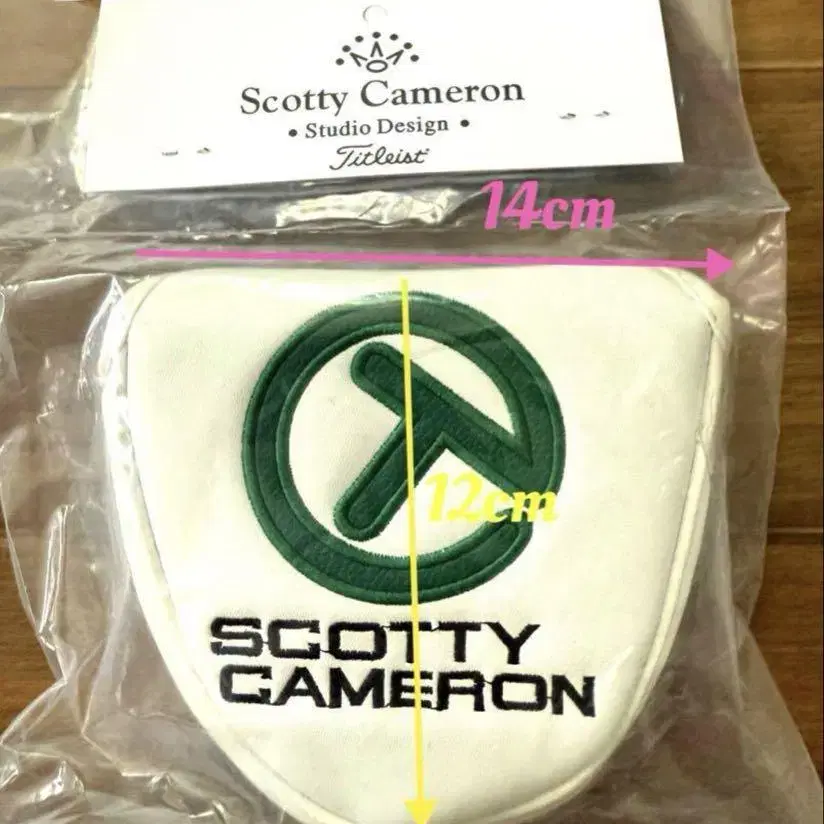 Scotty Cameron
• Studio Design •
Titleist
14cm
12cm
SCOTTY
CAMERON